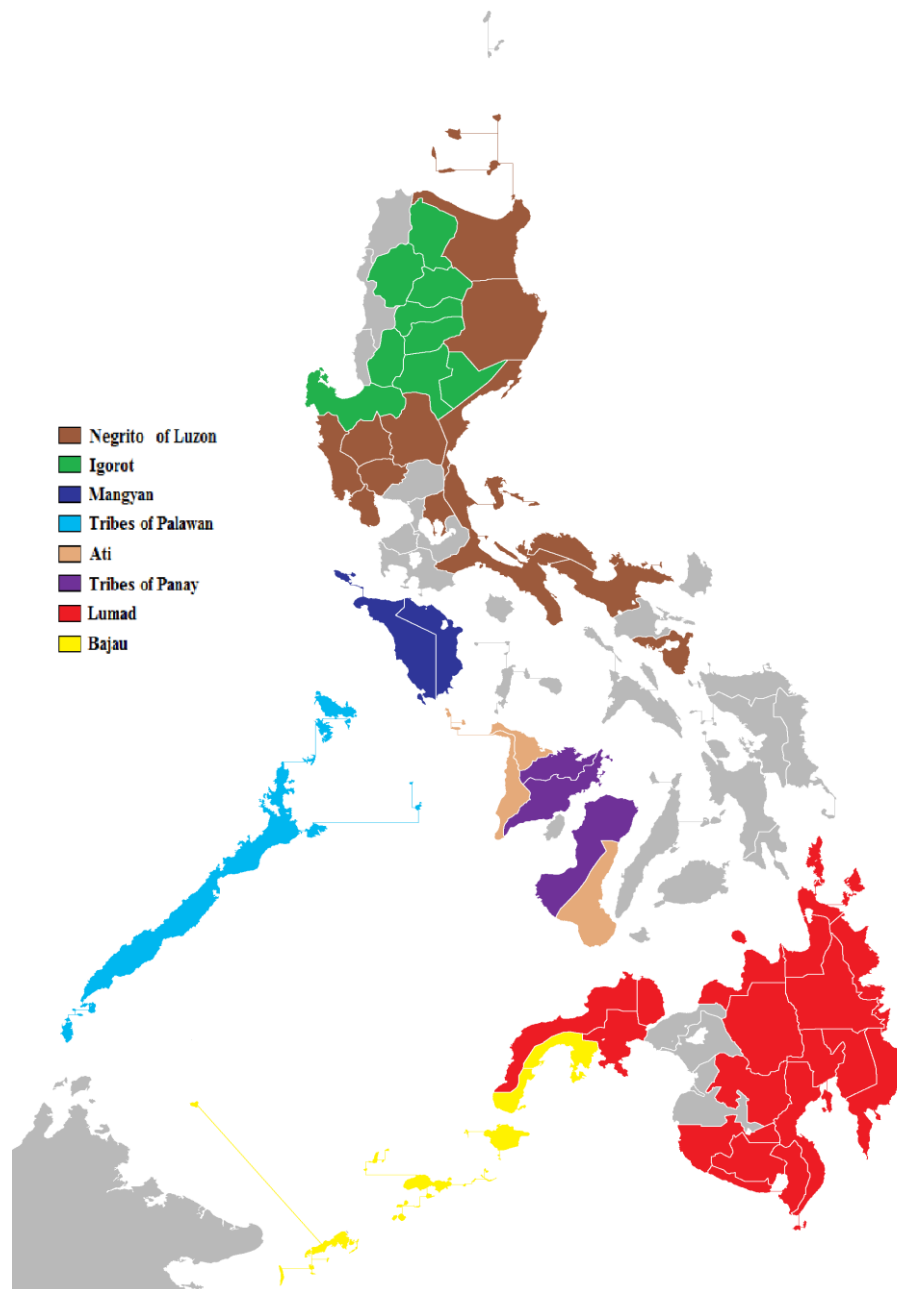 Negrito of Luzon
Igorot
Mangyan
Tribes of Palawan
Ati
Tribes of Panay
Lumad
Bajau